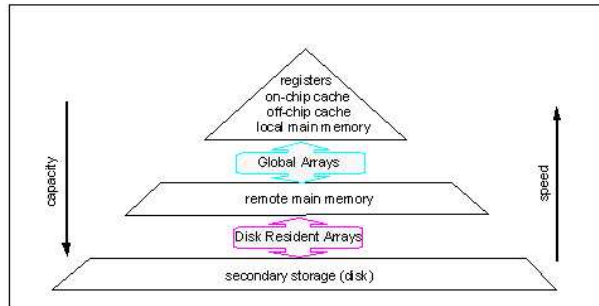 registers
on-chip cache
off-chip cache
local main memory
Global Arrays
capacity
speed
remote main memory
Disk Resident Arrays
secondary storage (disk)